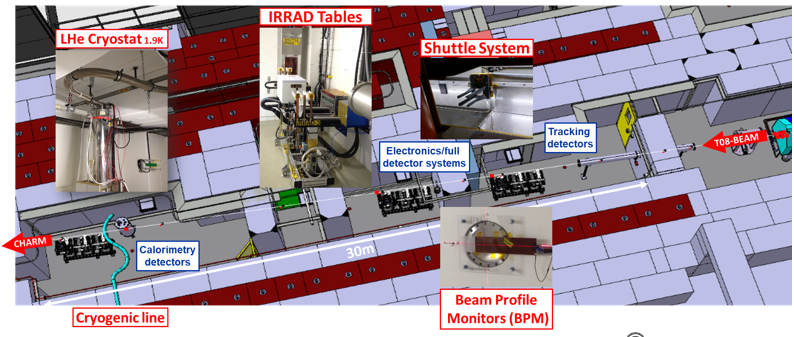 IRRAD Tables
LHe Cryostat 1.9K
Shuttle System
Tracking
detectors
Electronics/full
detector systems
T08-BEAM
CHARM
Calorimetry
detectors
30m
Cryogenic line
Beam Profile
Monitors (BPM)